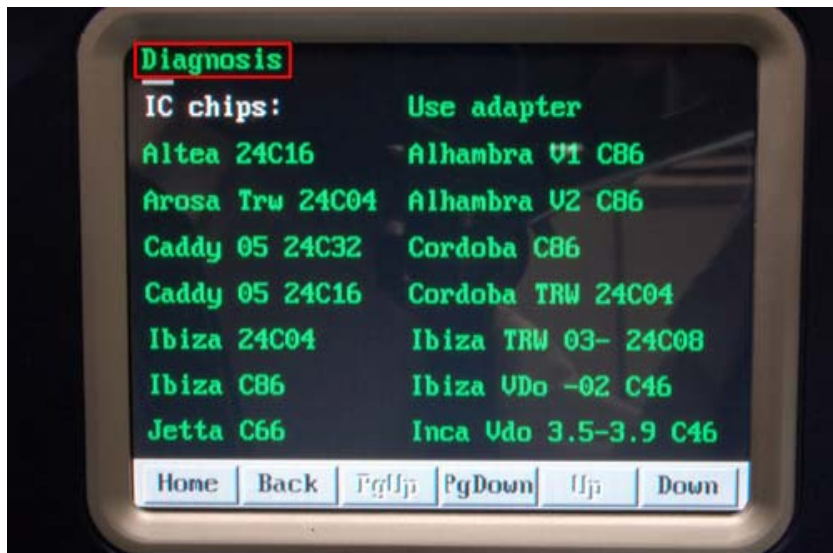 Diagnosis
IC chips: Use adapter
Altea 24C16 Alhambra V1 C86
Arosa Trw 24C04 Alhambra V2 C86
Caddy 05 24C32 Cordoba C86
Caddy 05 24C16 Cordoba TRW 24C04
Ibiza 24C04 Ibiza TRW 03- 24C08
Ibiza C86 Ibiza VDo -02 C46
Jetta C66 Inca Vdo 3.5-3.9 C46
Home Back PgUp PgDown Up Down